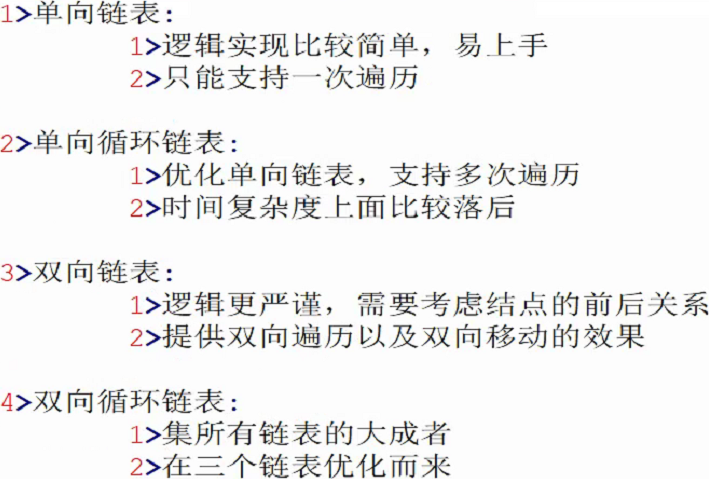 1>单向链表:
1>逻辑实现比较简单，易上手
2>只能支持一次遍历
2>单向循环链表:
1>优化单向链表，支持多次遍历
2>时间复杂度上面比较落后
3>双向链表:
1>逻辑更严谨，需要考虑结点的前后关系
2>提供双向遍历以及双向移动的效果
4>双向循环链表:
1>集所有链表的大成者
2>在三个链表优化而来